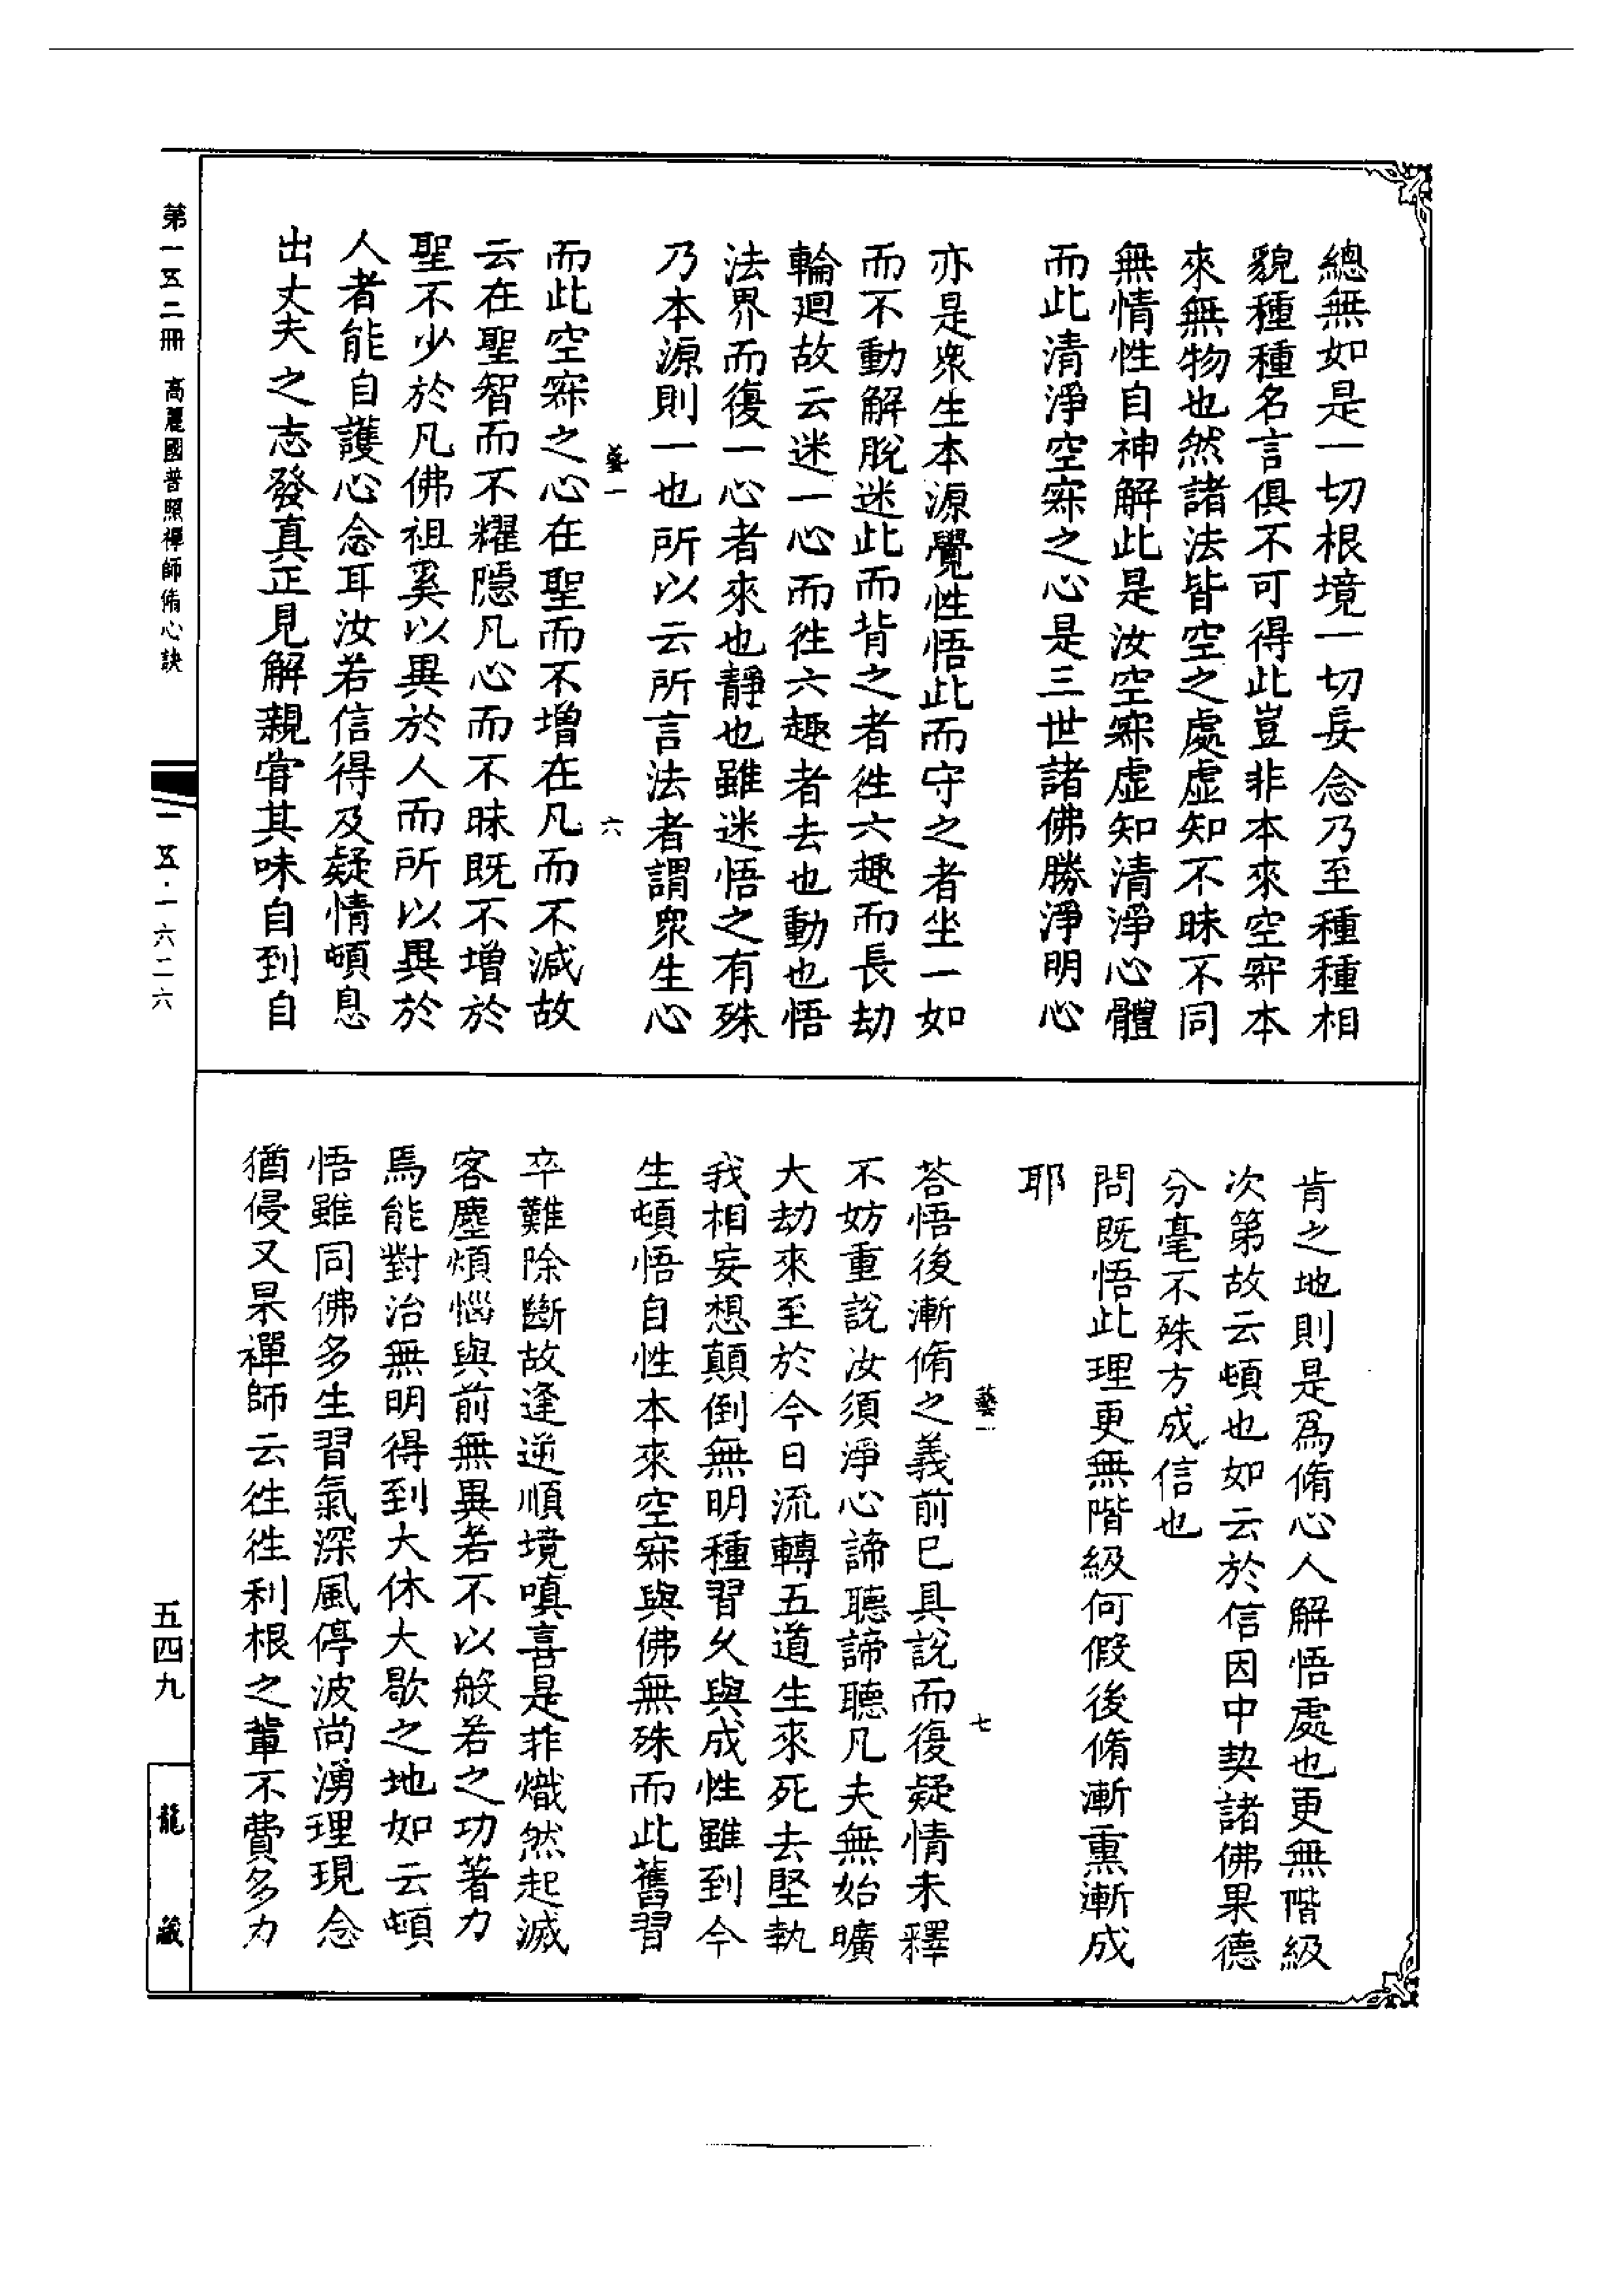 總無如是一切根境一切妄念乃至種種相
貌種種名言俱不可得此豈非本來空寂本
來無物也然諸法皆空之處虛知不昧不同
無情性自神解此是汝空寂虛知清淨心體
而此清淨空寂之心是三世諸佛勝淨明心
亦是衆生本源覺性悟此而守之者坐一如
而不動解脫迷此而背之者徃六趣而長劫
輪廻故云迷一心而徃六趣者去也動也悟
法界而復一心者來也靜也雖迷悟之有殊
乃本源則一也所以云所言法者謂衆生心
藝一 六
而此空寂之心在聖而不增在凡而不減故
云在聖智而不耀隱凡心而不昧既不增於
聖不少於凡佛祖奚以異於人而所以異於
人者能自護心念耳汝若信得及疑情頓息
出丈夫之志發真正見解親甞其味自到自
肯之地則是爲脩心人解悟處也更無階級
次第故云頓也如云於信因中契諸佛果德
分毫不殊方成信也
問既悟此理更無階級何假後脩漸熏漸成
耶
藝一 七
荅悟後漸脩之義前已具說而復疑情未釋
不妨重說汝須淨心諦聽諦聽凡夫無始曠
大劫來至於今日流轉五道生來死去堅執
我相妄想顛倒無明種習久與成性雖到今
生頓悟自性本來空寂與佛無殊而此舊習
卒難除斷故逢逆順境嗔喜是非熾然起滅
客塵煩惱與前無異若不以般若之功著力
焉能對治無明得到大休大歇之地如云頓
悟雖同佛多生習氣深風停波尚湧理現念
猶侵又杲禪師云徃徃利根之輩不費多力
第一五二冊 高麗國普照禪師脩心訣
一五·一六二六
五四九
龍藏